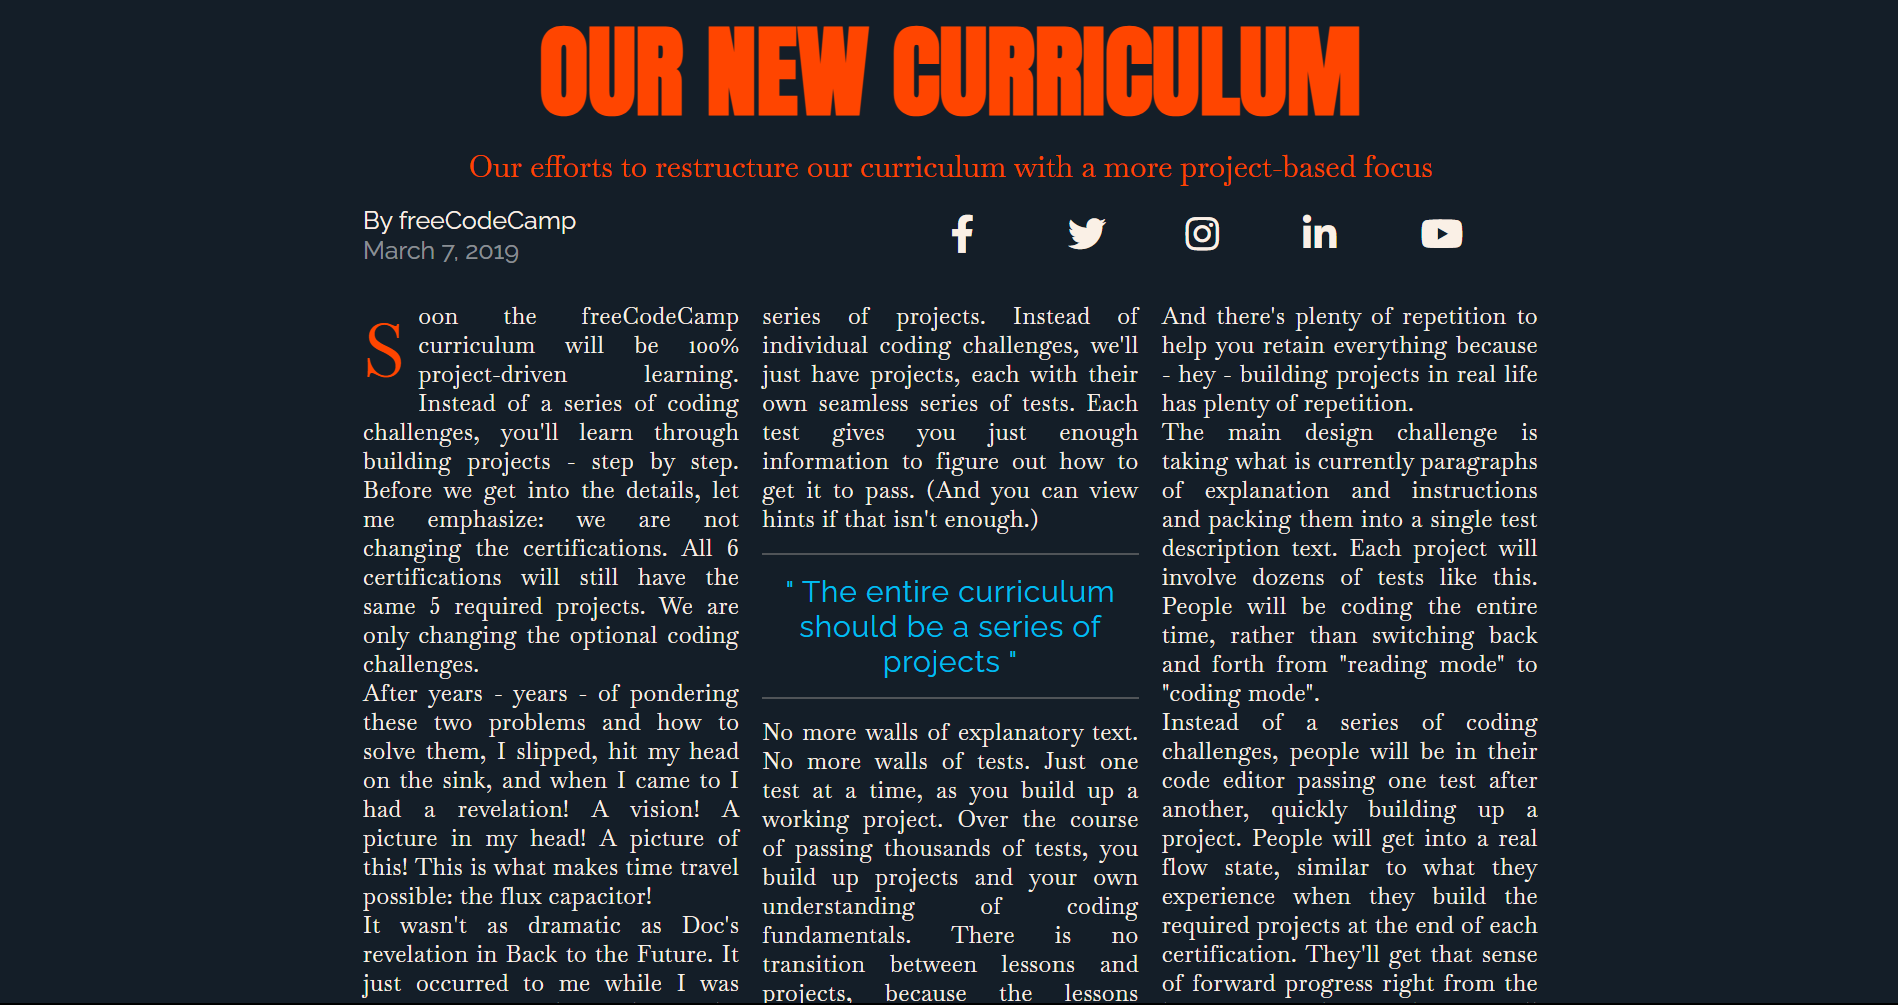 OUR NEW CURRICULUM
Our efforts to restructure our curriculum with a more project-based focus
By freeCodeCamp
March 7, 2019
Soon the freeCodeCamp
curriculum will be 100%
project-driven learning.
Instead of a series of coding
challenges, you'll learn through
building projects - step by step.
Before we get into the details, let
me emphasize: we are not
changing the certifications. All 6
certifications will still have the
same 5 required projects. We are
only changing the optional coding
challenges.
After years - years - of pondering
these two problems and how to
solve them, I slipped, hit my head
on the sink, and when I came to I
had a revelation! A vision! A
picture in my head! A picture of
this! This is what makes time travel
possible: the flux capacitor!
It wasn't as dramatic as Doc's
revelation in Back to the Future. It
just occurred to me while I was
series of projects. Instead of
individual coding challenges, we'll
just have projects, each with their
own seamless series of tests. Each
test gives you just enough
information to figure out how to
get it to pass. (And you can view
hints if that isn't enough.)
" The entire curriculum
should be a series of
projects "
No more walls of explanatory text.
No more walls of tests. Just one
test at a time, as you build up a
working project. Over the course
of passing thousands of tests, you
build up projects and your own
understanding of coding
fundamentals. There is no
transition between lessons and
projects, because the lessons
And there's plenty of repetition to
help you retain everything because
- hey - building projects in real life
has plenty of repetition.
The main design challenge is
taking what is currently paragraphs
of explanation and instructions
and packing them into a single test
description text. Each project will
involve dozens of tests like this.
People will be coding the entire
time, rather than switching back
and forth from "reading mode" to
"coding mode".
Instead of a series of coding
challenges, people will be in their
code editor passing one test after
another, quickly building up a
project. People will get into a real
flow state, similar to what they
experience when they build the
required projects at the end of each
certification. They'll get that sense
of forward progress right from the